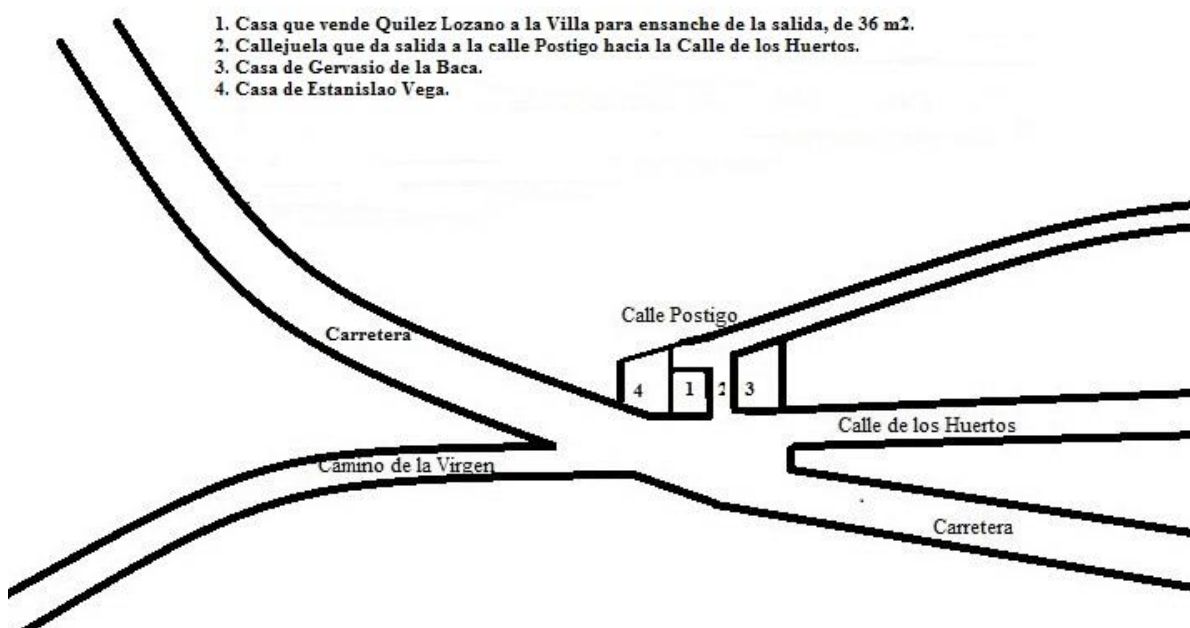 1. Casa que vende Quilez Lozano a la Villa para ensanche de la salida, de 36 m2.
2. Callejuela que da salida a la calle Postigo hacia la Calle de los Huertos.
3. Casa de Gervasio de la Baca.
4. Casa de Estanislao Vega.
Calle Postigo
Carretera
4 1 2 3
Calle de los Huertos
Camino de la Virgen
Carretera